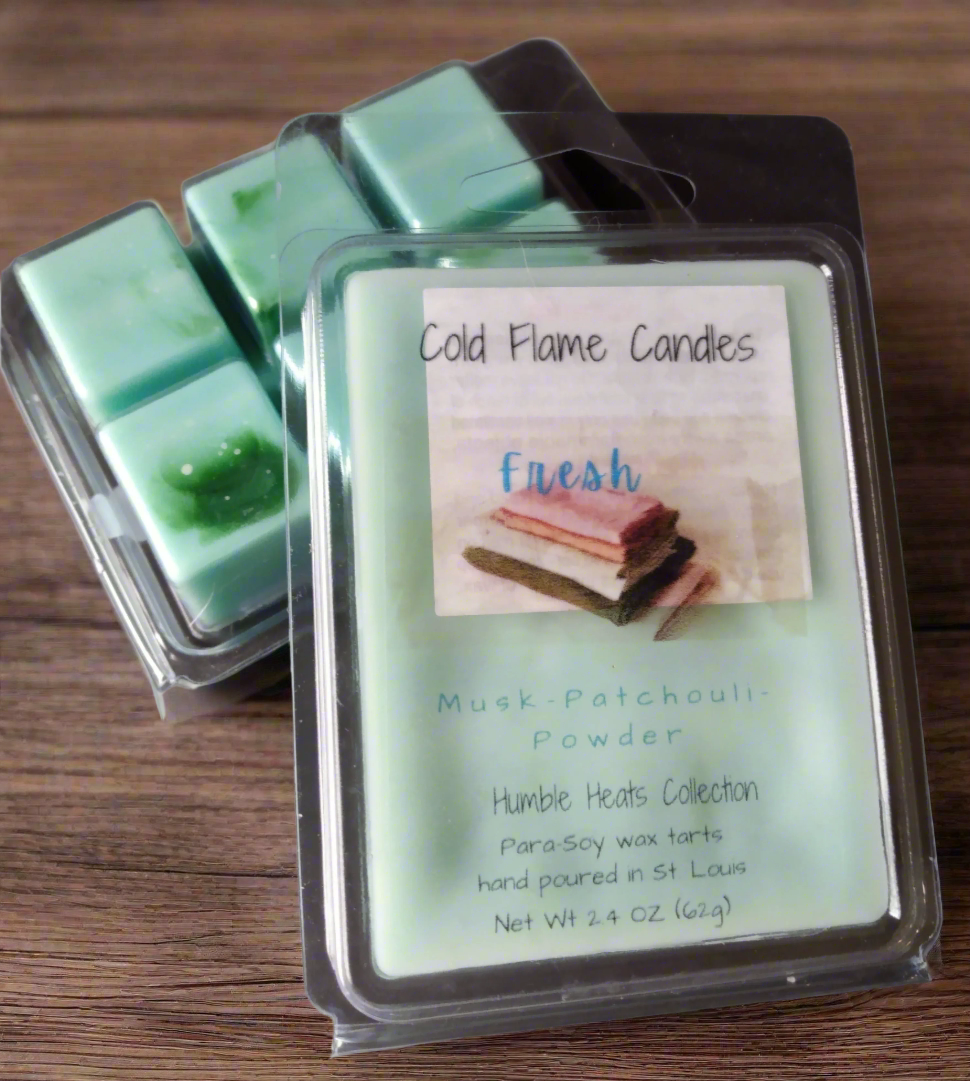 Cold Flame Candles
Fresh
Musk-Patchouli-
Powder
Humble Heats Collection
Para-Soy wax tarts
hand poured in St Louis
Net Wt 2.4 OZ (62g)